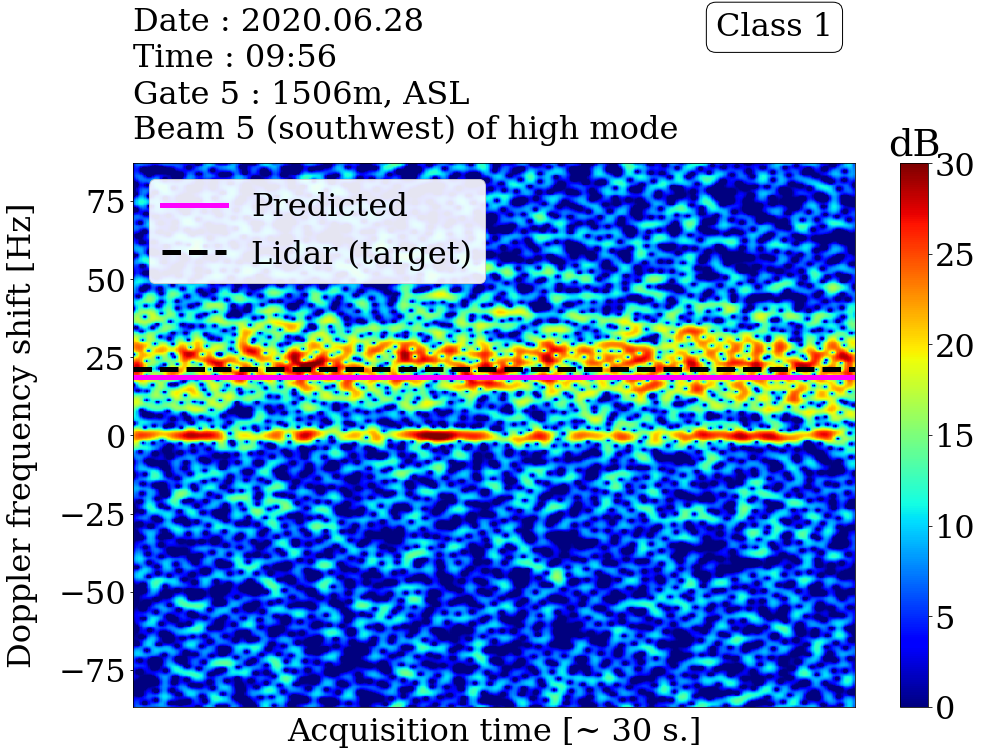 Date : 2020.06.28
Time : 09:56
Gate 5 : 1506m, ASL
Beam 5 (southwest) of high mode
Class 1
dB
Predicted
Lidar (target)
Doppler frequency shift [Hz]
75
50
25
0
−25
−50
−75
Acquisition time [~ 30 s.]
30
25
20
15
10
5
0